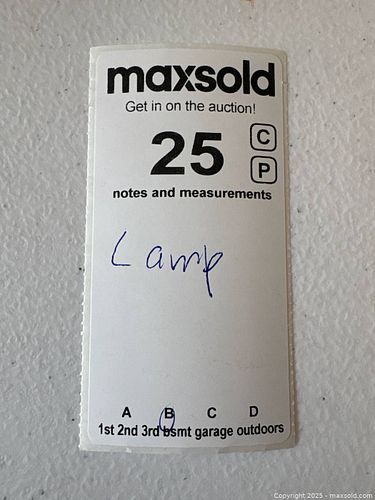 maxsold
Get in on the auction!
25 C
P
notes and measurements
Lamp
A B C D
1st 2nd 3rd bsmt garage outdoors
Copyright 2025 - maxsold.com